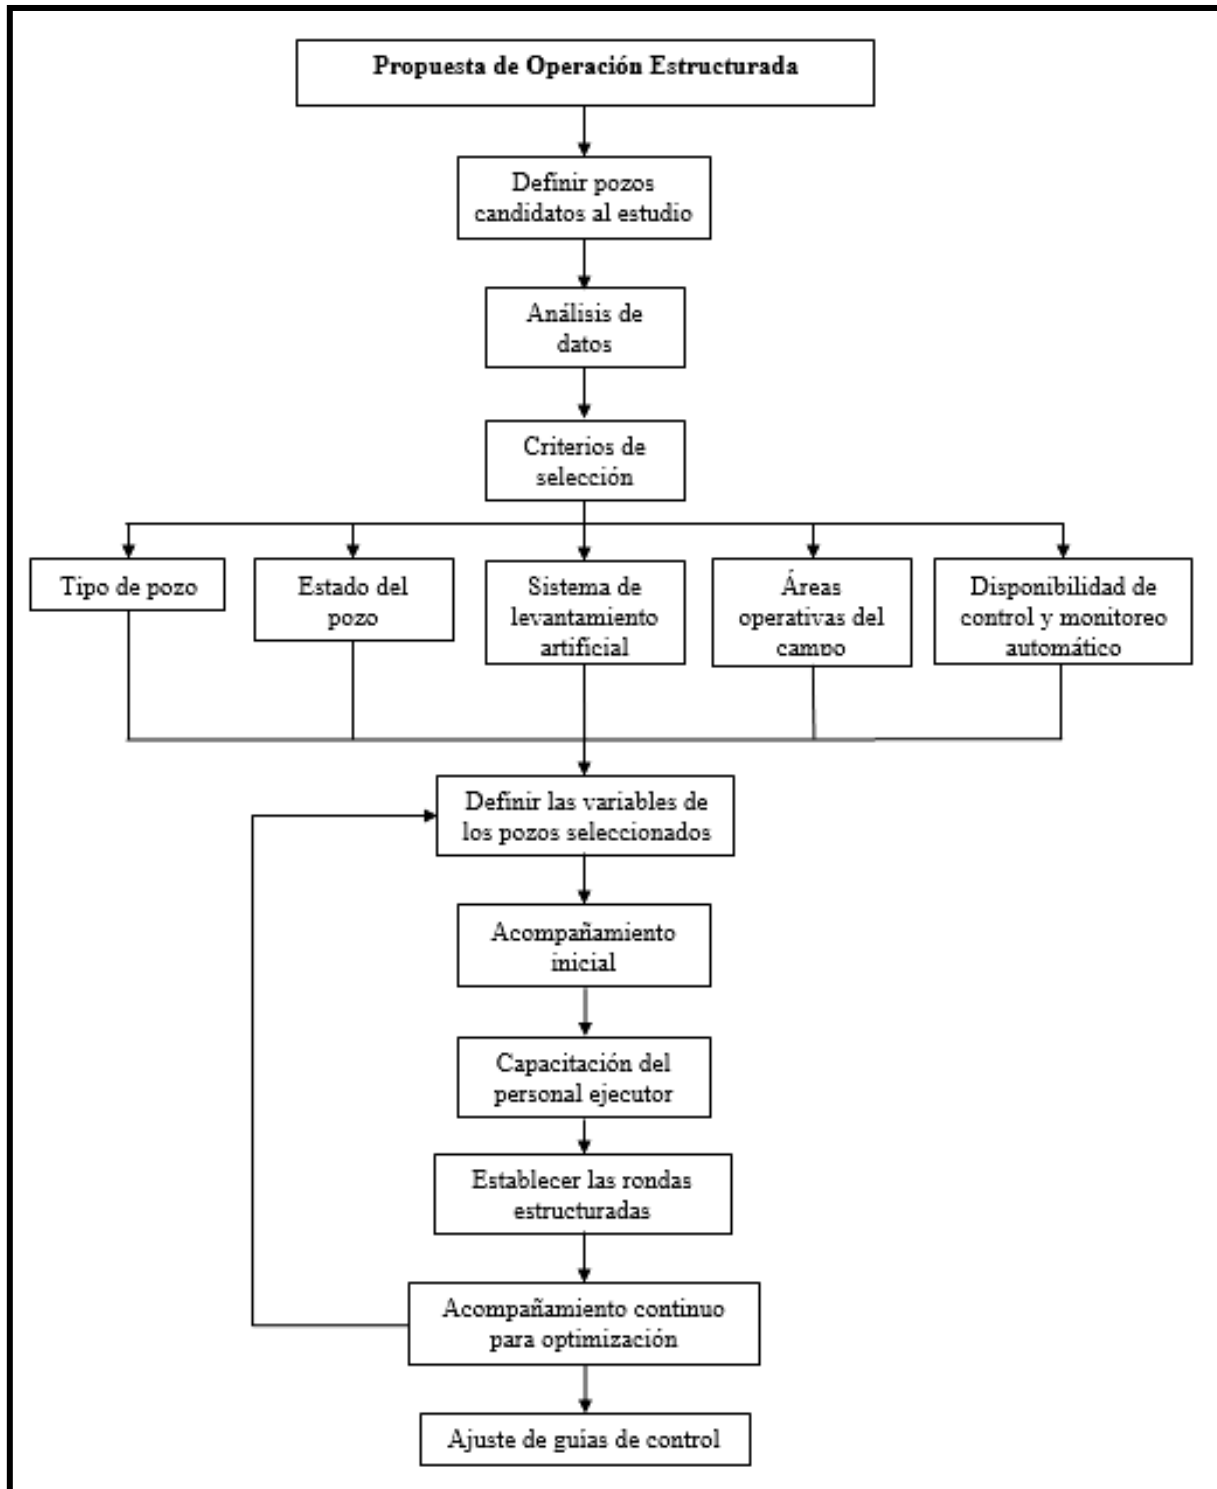 Propuesta de Operación Estructurada
Definir pozos
candidatos al estudio
Análisis de
datos
Criterios de
selección
Tipo de pozo
Estado del
pozo
Sistema de
levantamiento
artificial
Áreas
operativas del
campo
Disponibilidad de
control y monitoreo
automático
Definir las variables de
los pozos seleccionados
Acompañamiento
inicial
Capacitación del
personal ejecutor
Establecer las rondas
estructuradas
Acompañamiento continuo
para optimización
Ajuste de guías de control